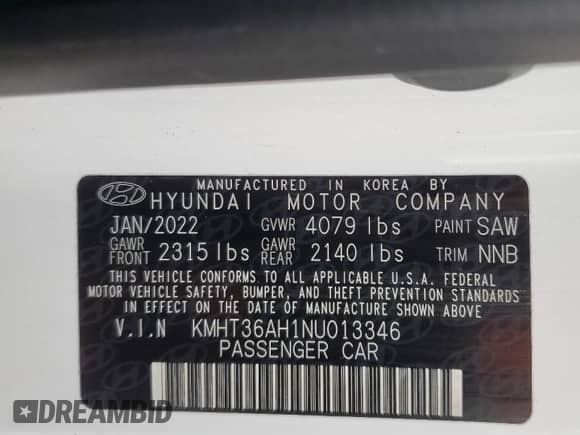 MANUFACTURED IN KOREA BY
HYUNDAI MOTOR COMPANY
JAN/2022 GVWR 4079 lbs PAINT SAW
GAWR FRONT 2315 lbs GAWR REAR 2140 lbs TRIM NNB
THIS VEHICLE CONFORMS TO ALL APPLICABLE U.S.A. FEDERAL
MOTOR VEHICLE SAFETY, BUMPER, AND THEFT PREVENTION STANDARDS
IN EFFECT ON THE DATE OF MANUFACTURE SHOWN ABOVE
V.I.N KMHT36AH1NU013346
PASSENGER CAR
DREAMBID